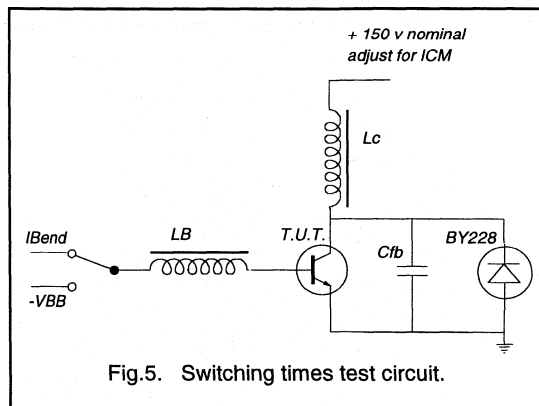 + 150 v nominal
adjust for ICM
Lc
LB
T.U.T.
IBend
Cfb
BY228
-VBB
Fig.5. Switching times test circuit.